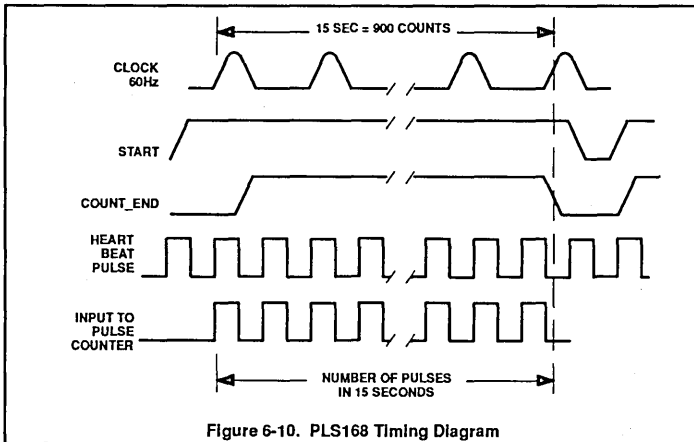 15 SEC = 900 COUNTS
CLOCK
60Hz
START
COUNT_END
HEART
BEAT
PULSE
INPUT TO
PULSE
COUNTER
NUMBER OF PULSES
IN 15 SECONDS
Figure 6-10. PLS168 Timing Diagram